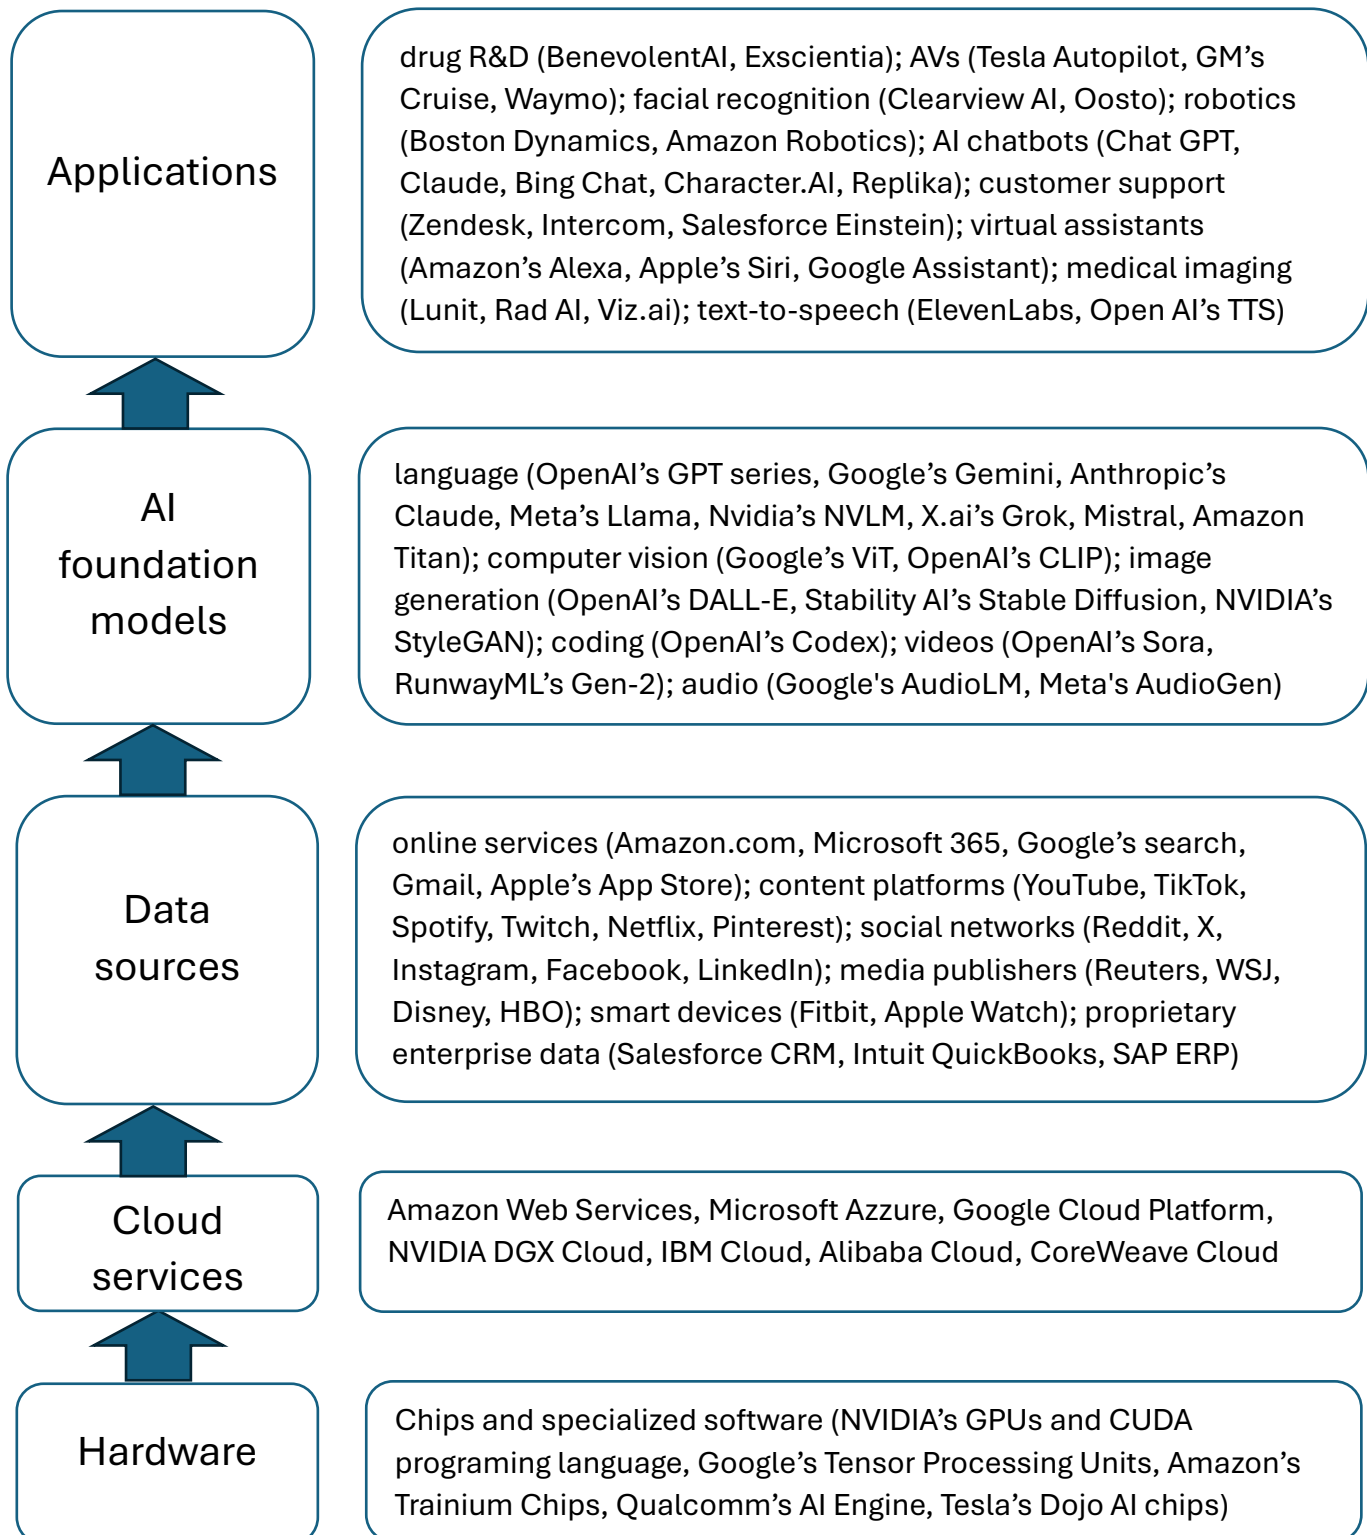 Applications
drug R&D (BenevolentAI, Exscientia); AVs (Tesla Autopilot, GM’s
Cruise, Waymo); facial recognition (Clearview AI, Oosto); robotics
(Boston Dynamics, Amazon Robotics); AI chatbots (Chat GPT,
Claude, Bing Chat, Character.AI, Replika); customer support
(Zendesk, Intercom, Salesforce Einstein); virtual assistants
(Amazon’s Alexa, Apple’s Siri, Google Assistant); medical imaging
(Lunit, Rad AI, Viz.ai); text-to-speech (ElevenLabs, Open AI’s TTS)
AI
foundation
models
language (OpenAI’s GPT series, Google’s Gemini, Anthropic’s
Claude, Meta’s Llama, Nvidia’s NVLM, X.ai’s Grok, Mistral, Amazon
Titan); computer vision (Google’s ViT, OpenAI’s CLIP); image
generation (OpenAI’s DALL-E, Stability AI’s Stable Diffusion, NVIDIA’s
StyleGAN); coding (OpenAI’s Codex); videos (OpenAI’s Sora,
RunwayML’s Gen-2); audio (Google's AudioLM, Meta's AudioGen)
Data
sources
online services (Amazon.com, Microsoft 365, Google’s search,
Gmail, Apple’s App Store); content platforms (YouTube, TikTok,
Spotify, Twitch, Netflix, Pinterest); social networks (Reddit, X,
Instagram, Facebook, LinkedIn); media publishers (Reuters, WSJ,
Disney, HBO); smart devices (Fitbit, Apple Watch); proprietary
enterprise data (Salesforce CRM, Intuit QuickBooks, SAP ERP)
Cloud
services
Amazon Web Services, Microsoft Azzure, Google Cloud Platform,
NVIDIA DGX Cloud, IBM Cloud, Alibaba Cloud, CoreWeave Cloud
Hardware
Chips and specialized software (NVIDIA’s GPUs and CUDA
programing language, Google’s Tensor Processing Units, Amazon’s
Trainium Chips, Qualcomm’s AI Engine, Tesla’s Dojo AI chips)